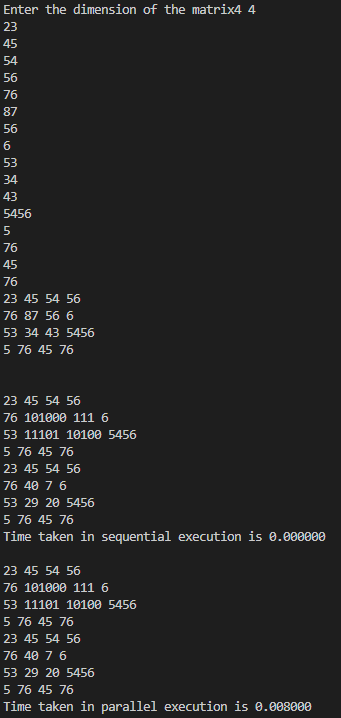 Enter the dimension of the matrix4 4
23
45
54
56
76
87
56
6
53
34
43
5456
5
76
45
76
23 45 54 56
76 87 56 6
53 34 43 5456
5 76 45 76
23 45 54 56
76 101000 111 6
53 11101 10100 5456
5 76 45 76
23 45 54 56
76 40 7 6
53 29 20 5456
5 76 45 76
Time taken in sequential execution is 0.000000
23 45 54 56
76 101000 111 6
53 11101 10100 5456
5 76 45 76
23 45 54 56
76 40 7 6
53 29 20 5456
5 76 45 76
Time taken in parallel execution is 0.008000